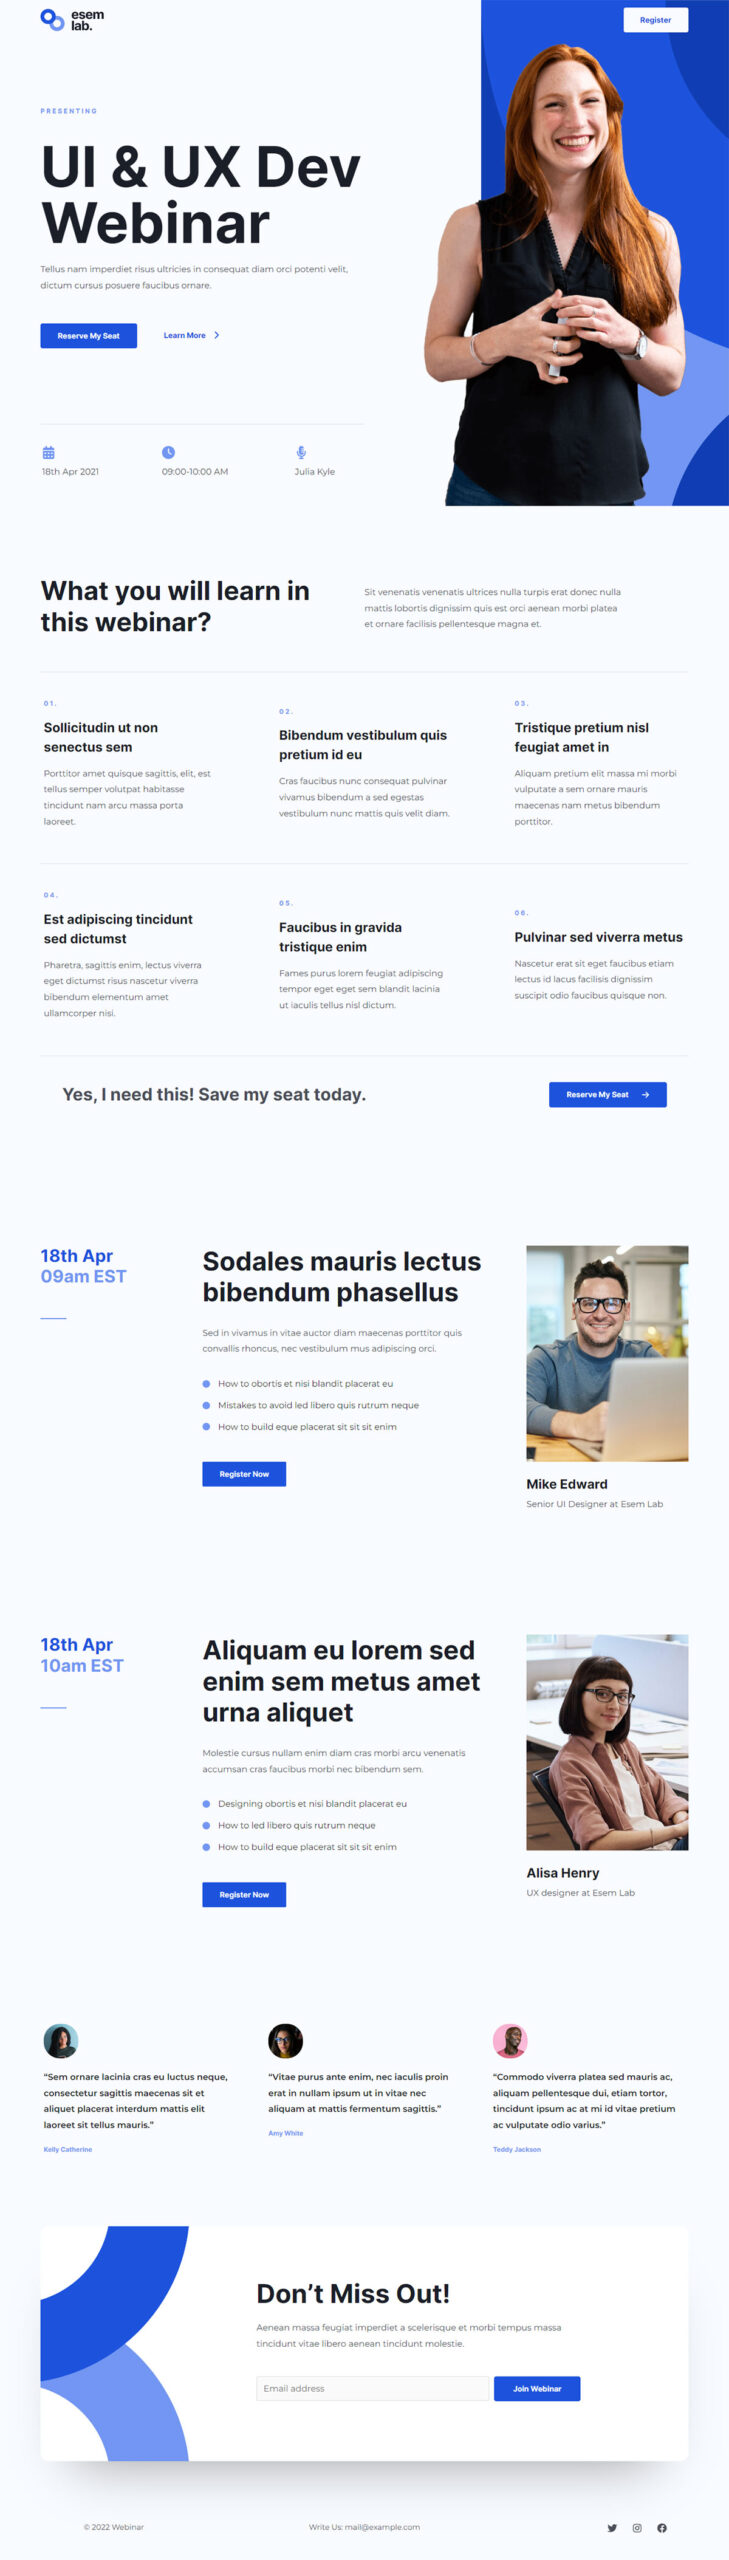 esem
lab.
Register
PRESENTING
UI & UX Dev
Webinar
Tellus nam imperdiet risus ultricies in consequat diam orci potenti velit,
dictum cursus posuere faucibus ornare.
Reserve My Seat
Learn More
18th Apr 2021
09:00-10:00 AM
Julia Kyle
What you will learn in
this webinar?
Sit venenatis venenatis ultrices nulla turpis erat donec nulla
mattis lobortis dignissim quis est orci aenean morbi platea
et ornare facilisis pellentesque magna et.
01.
Sollicitudin ut non
senectus sem
Porttitor amet quisque sagittis, elit, est
tellus semper volutpat habitasse
tincidunt nam arcu massa porta
laoreet.
02.
Bibendum vestibulum quis
pretium id eu
Cras faucibus nunc consequat pulvinar
vivamus bibendum a sed egestas
vestibulum nunc mattis quis velit diam.
03.
Tristique pretium nisl
feugiat amet in
Aliquam pretium elit massa mi morbi
vulputate a sem ornare mauris
maecenas nam metus bibendum
porttitor.
04.
Est adipiscing tincidunt
sed dictumst
Pharetra, sagittis enim, lectus viverra
eget dictumst risus nascetur viverra
bibendum elementum amet
ullamcorper nisi.
05.
Faucibus in gravida
tristique enim
Fames purus lorem feugiat adipiscing
tempor eget eget sem blandit lacinia
ut iaculis tellus nisl dictum.
06.
Pulvinar sed viverra metus
Nascetur erat sit eget faucibus etiam
lectus id lacus facilisis dignissim
suscipit odio faucibus quisque non.
Yes, I need this! Save my seat today.
Reserve My Seat
18th Apr
09am EST
Sodales mauris lectus
bibendum phasellus
Sed in vivamus in vitae auctor diam maecenas porttitor quis
convallis rhoncus, nec vestibulum mus adipiscing orci.
How to obortis et nisi blandit placerat eu
Mistakes to avoid led libero quis rutrum neque
How to build eque placerat sit sit sit enim
Register Now
Mike Edward
Senior UI Designer at Esem Lab
18th Apr
10am EST
Aliquam eu lorem sed
enim sem metus amet
urna aliquet
Molestie cursus nullam enim diam cras morbi arcu venenatis
accumsan cras faucibus morbi nec bibendum sem.
Designing obortis et nisi blandit placerat eu
How to led libero quis rutrum neque
How to build eque placerat sit sit sit enim
Register Now
Alisa Henry
UX designer at Esem Lab
“Sem ornare lacinia cras eu luctus neque,
consectetur sagittis maecenas sit et
aliquet placerat interdum mattis elit
laoreet sit tellus mauris.”
Kelly Catherine
“Vitae purus ante enim, nec iaculis proin
erat in nullam ipsum ut in vitae nec
aliquam at mattis fermentum sagittis.”
Amy White
“Commodo viverra platea sed mauris ac,
aliquam pellentesque dui, etiam tortor,
tincidunt ipsum ac at mi id vitae pretium
ac vulputate odio varius.”
Teddy Jackson
Don’t Miss Out!
Aenean massa feugiat imperdiet a scelerisque et morbi tempus massa
tincidunt vitae libero aenean tincidunt molestie.
Email address
Join Webinar
© 2022 Webinar
Write Us: mail@example.com